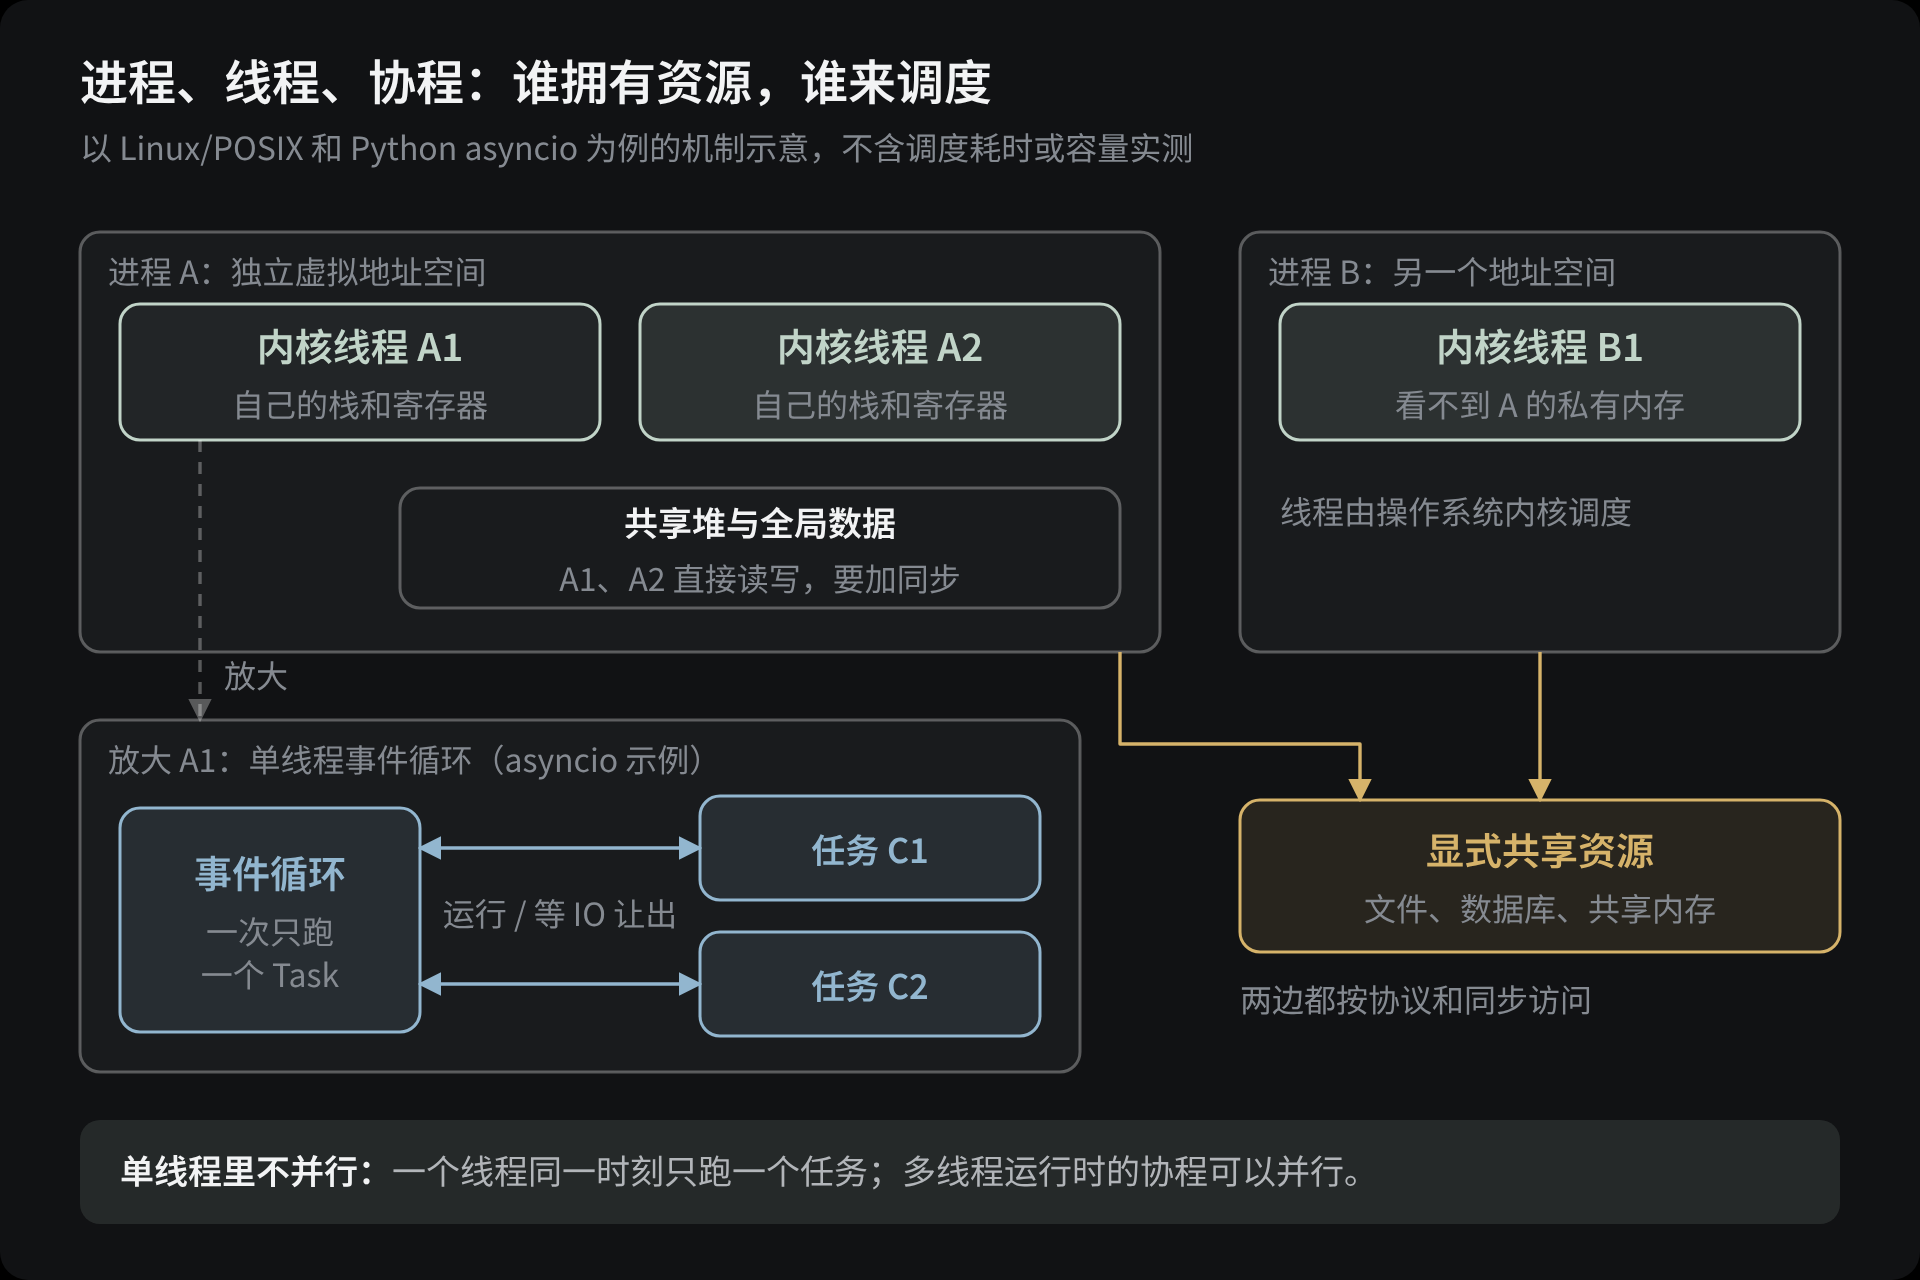 进程、线程、协程：谁拥有资源，谁来调度
以 Linux/POSIX 和 Python asyncio 为例的机制示意，不含调度耗时或容量实测
进程 A：独立虚拟地址空间
内核线程 A1
自己的栈和寄存器
内核线程 A2
自己的栈和寄存器
共享堆与全局数据
A1、A2 直接读写，要加同步
进程 B：另一个地址空间
内核线程 B1
看不到 A 的私有内存
线程由操作系统内核调度
放大
放大 A1：单线程事件循环（asyncio 示例）
事件循环
一次只跑
一个 Task
运行 / 等 IO 让出
任务 C1
任务 C2
显式共享资源
文件、数据库、共享内存
两边都按协议和同步访问
单线程里不并行：一个线程同一时刻只跑一个任务；多线程运行时的协程可以并行。